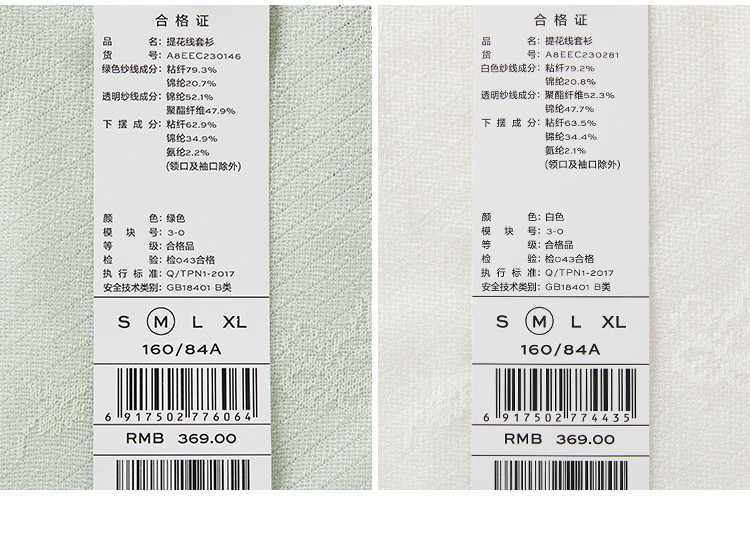 合格证
品名：提花线套衫
货号：A8EEC230146
绿色纱线成分：粘纤79.3%
锦纶20.7%
透明纱线成分：锦纶52.1%
聚酯纤维47.9%
下摆成分：粘纤62.9%
锦纶34.9%
氨纶2.2%
(领口及袖口除外)
颜色：绿色
模块号：3-0
等级：合格品
检验：检043合格
执行标准：Q/TPN1-2017
安全技术类别：GB18401 B类
S M L XL
160/84A
6 917502 776064
RMB 369.00
合格证
品名：提花线套衫
货号：A8EEC230281
白色纱线成分：粘纤79.2%
锦纶20.8%
透明纱线成分：聚酯纤维52.3%
锦纶47.7%
下摆成分：粘纤63.5%
锦纶34.4%
氨纶2.1%
(领口及袖口除外)
颜色：白色
模块号：3-0
等级：合格品
检验：检043合格
执行标准：Q/TPN1-2017
安全技术类别：GB18401 B类
S M L XL
160/84A
6 917502 774435
RMB 369.00